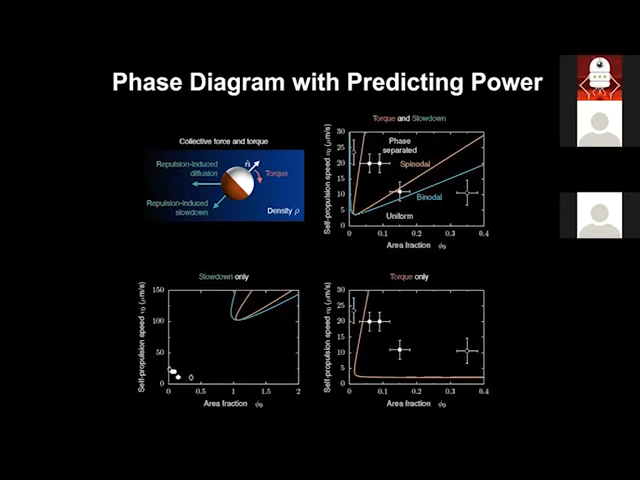 Phase Diagram with Predicting Power
Collective force and torque
n̂
Repulsion-induced
diffusion
Torque
Repulsion-induced
slowdown
Density ρ
Torque and Slowdown
Self-propulsion speed v₀ (μm/s)
30
25
20
15
10
5
0
Phase
separated
Spinodal
Binodal
Uniform
0 0.1 0.2 0.3 0.4
Area fraction ϕ₀
Slowdown only
Self-propulsion speed v₀ (μm/s)
150
100
50
0
0 0.5 1 1.5 2
Area fraction ϕ₀
Torque only
Self-propulsion speed v₀ (μm/s)
30
25
20
15
10
5
0
0 0.1 0.2 0.3 0.4
Area fraction ϕ₀